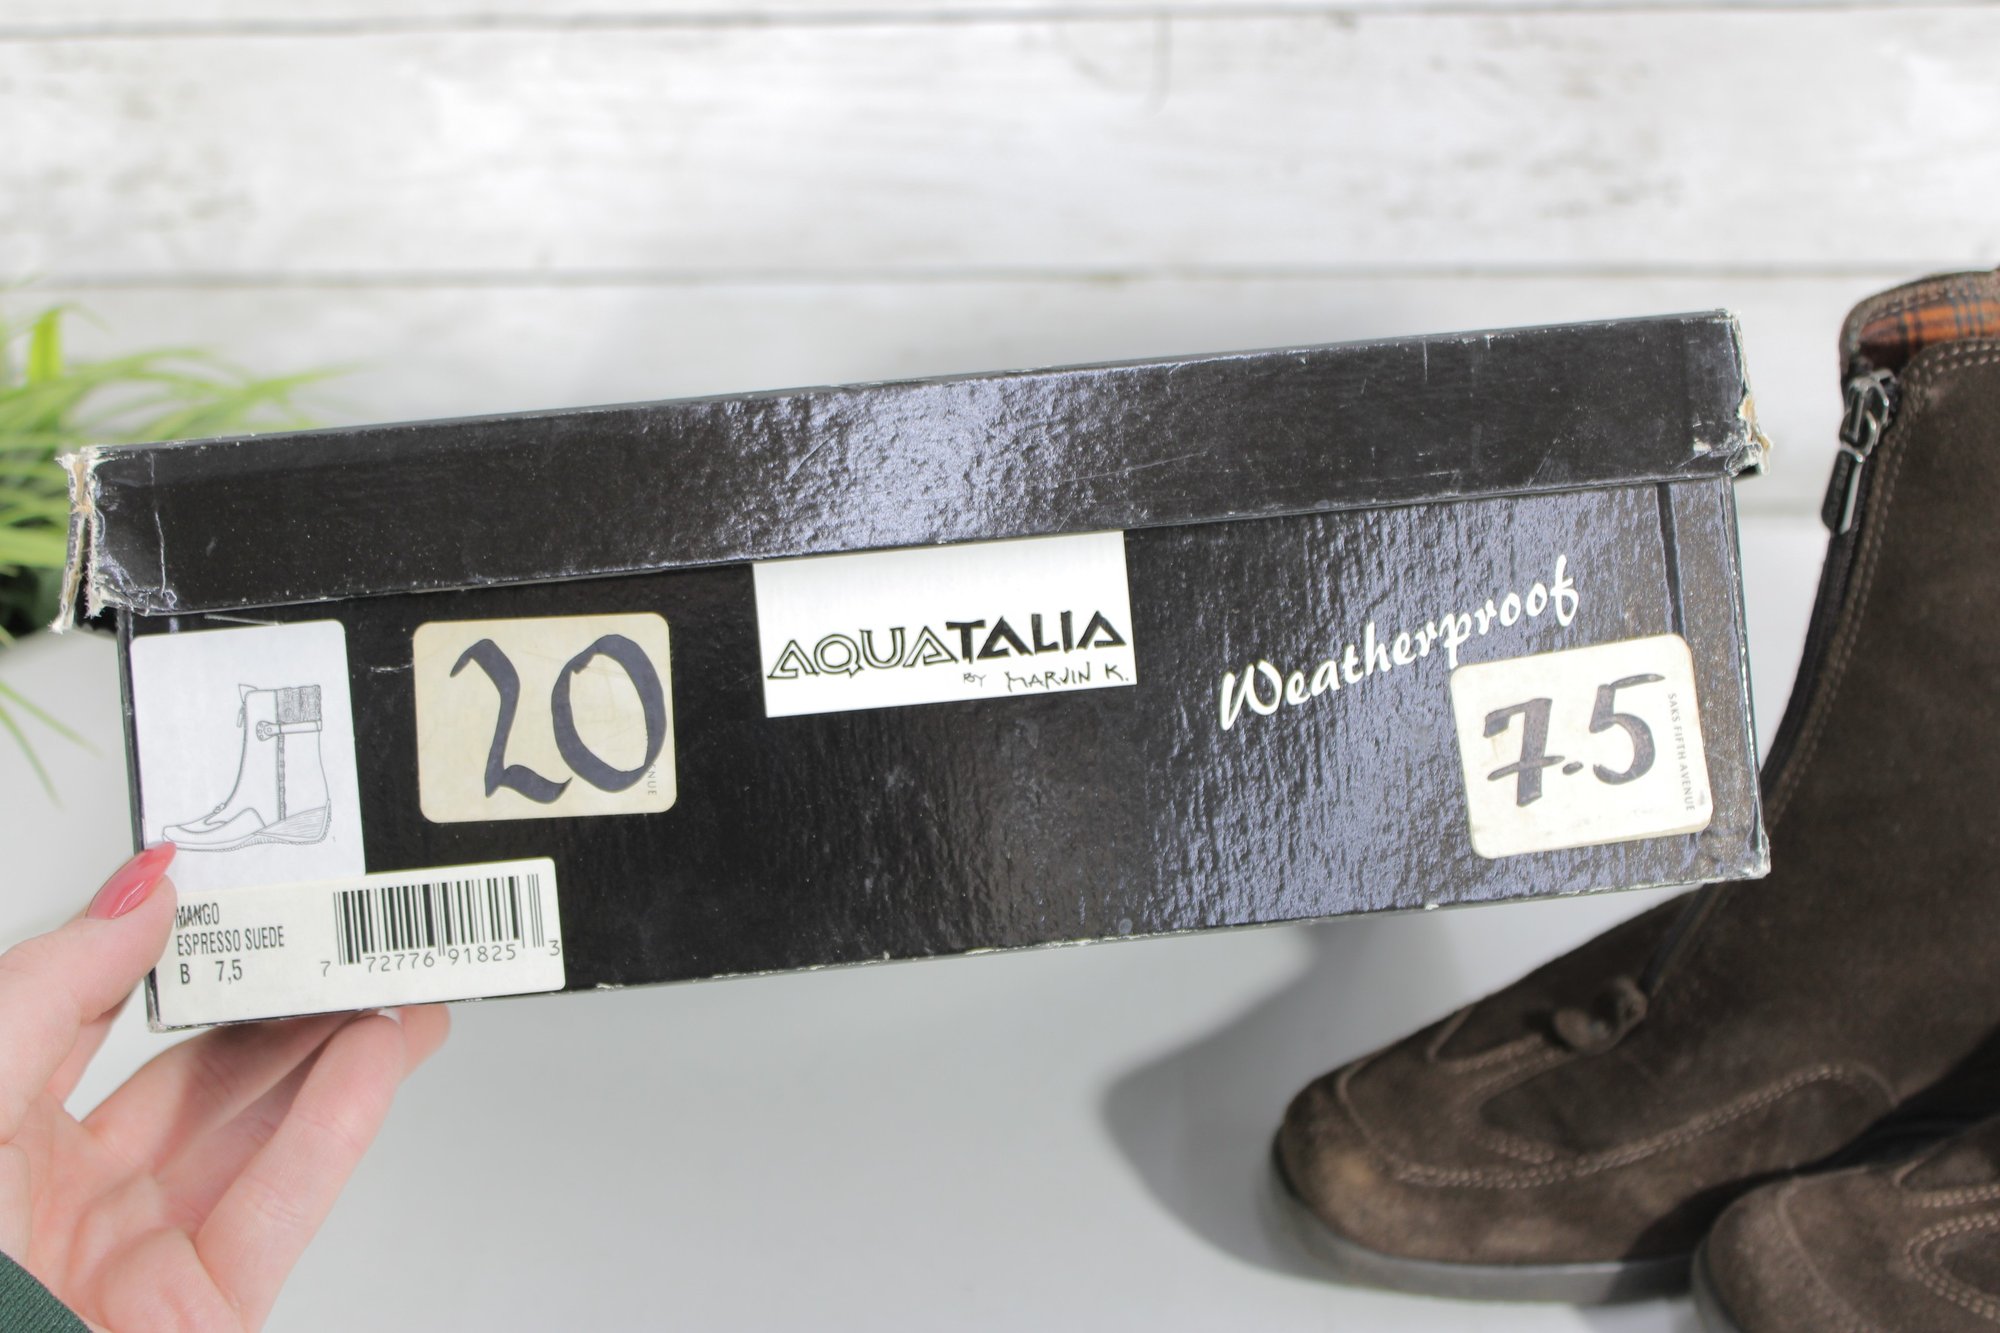 20
NUE
AQUATALIA
BY MARVIN K.
Weatherproof
7.5
SAKS FIFTH AVENUE
MANGO
ESPRESSO SUEDE
B 7,5
7 72776 91825 3